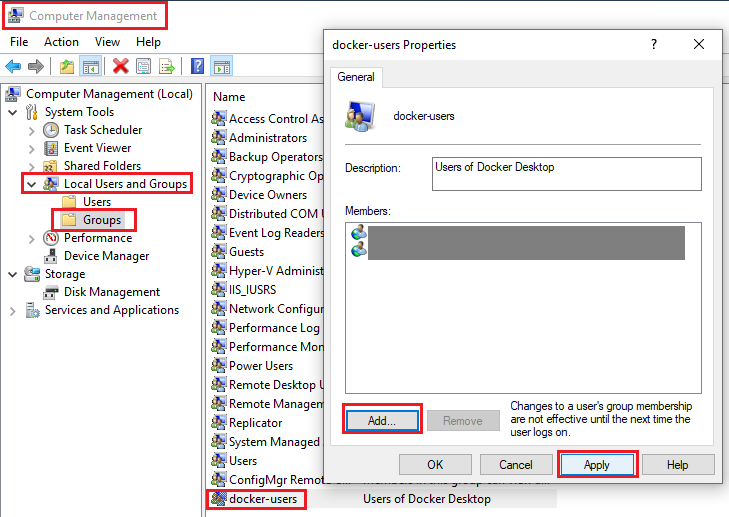 Computer Management
File Action View Help
Computer Management (Local)
System Tools
Task Scheduler
Event Viewer
Shared Folders
Local Users and Groups
Users
Groups
Performance
Device Manager
Storage
Disk Management
Services and Applications
Name
Access Control As
Administrators
Backup Operators
Cryptographic Op
Device Owners
Distributed COM U
Event Log Readers
Guests
Hyper-V Administ
IIS_IUSRS
Network Configur
Performance Log
Performance Mon
Power Users
Remote Desktop U
Remote Managem
Replicator
System Managed
Users
ConfigMgr Remote
docker-users Users of Docker Desktop
docker-users Properties
?
General
docker-users
Description: Users of Docker Desktop
Members:
Add... Remove
Changes to a user's group membership
are not effective until the next time the
user logs on.
OK Cancel Apply Help